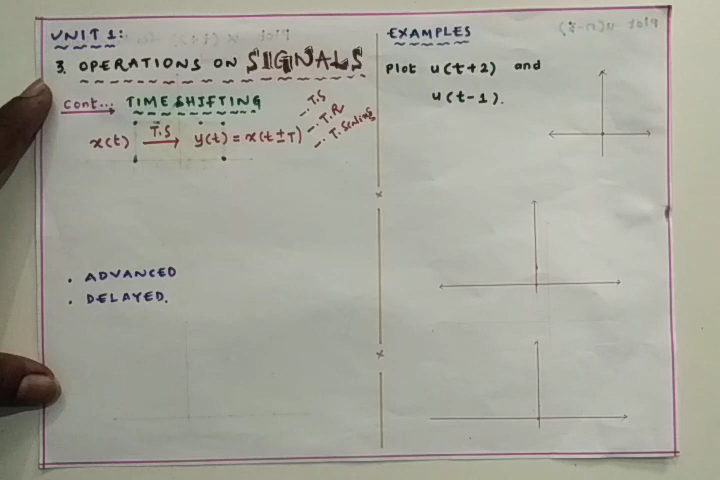 UNIT 1:
3. OPERATIONS ON SIGNALS
Cont... TIME SHIFTING
x(t) T.S → y(t) = x(t±T)
-. T.S
-. T.R
-. T. Scaling
. ADVANCED
. DELAYED.
EXAMPLES
Plot u(t+2) and
u(t-1).